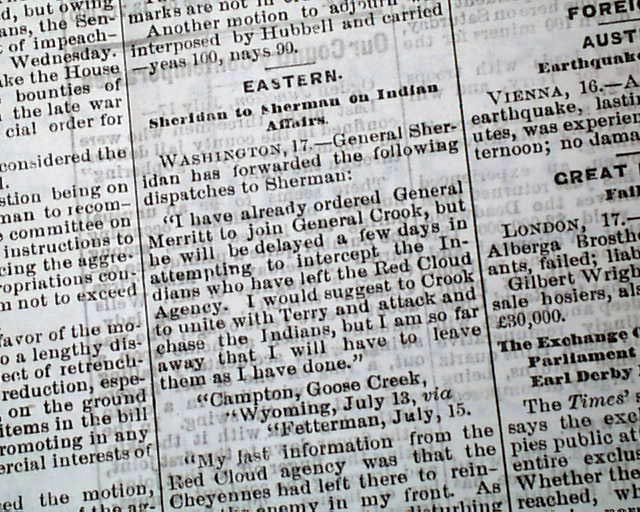 d, but owing
ans, the Sen-
t of impeach-
Wednesday.
ake the House
bounties of
the late war
cial order for
considered the
l.
stion being on
man to recom-
committee on
instructions to
cing the aggre-
ropriations con-
m not to exceed
favor of the mo-
o a lengthy dis-
ect of retrench-
reduction, espe-
on the ground
items in the bill
romoting in any
ercial interests of
ed the motion,
of the ag-
marks are not in
Another motion to adjourn
interposed by Hubbell and carried
—yeas 100, nays 90.
EASTERN.
Sheridan to Sherman on Indian
Affairs.
WASHINGTON, 17.—General Sher-
idan has forwarded the following
dispatches to Sherman:
"I have already ordered General
Merritt to join General Crook, but
he will be delayed a few days in
attempting to intercept the In-
dians who have left the Red Cloud
Agency. I would suggest to Crook
to unite with Terry and attack and
chase the Indians, but I am so far
away that I will have to leave
them as I have done."
"Campton, Goose Creek,
"Wyoming, July 13, via
"Fetterman, July, 15.
"My last information from the
Red Cloud agency was that the
Cheyennes had left there to rein-
the enemy in my front. As
disturbing
FOREI
AUST
Earthquak
VIENNA, 16.—A
earthquake, lasti
utes, was experien
ternoon; no dama
GREAT
Fai
LONDON, 17.—
Alberga Brosthe
ants, failed; liab
Gilbert Wrigh
sale hosiers, als
£30,000.
The Exchange
Parliament
Earl Derby
The Times' s
says the exc
pies public at
entire exclus
Whether the
reached, wh